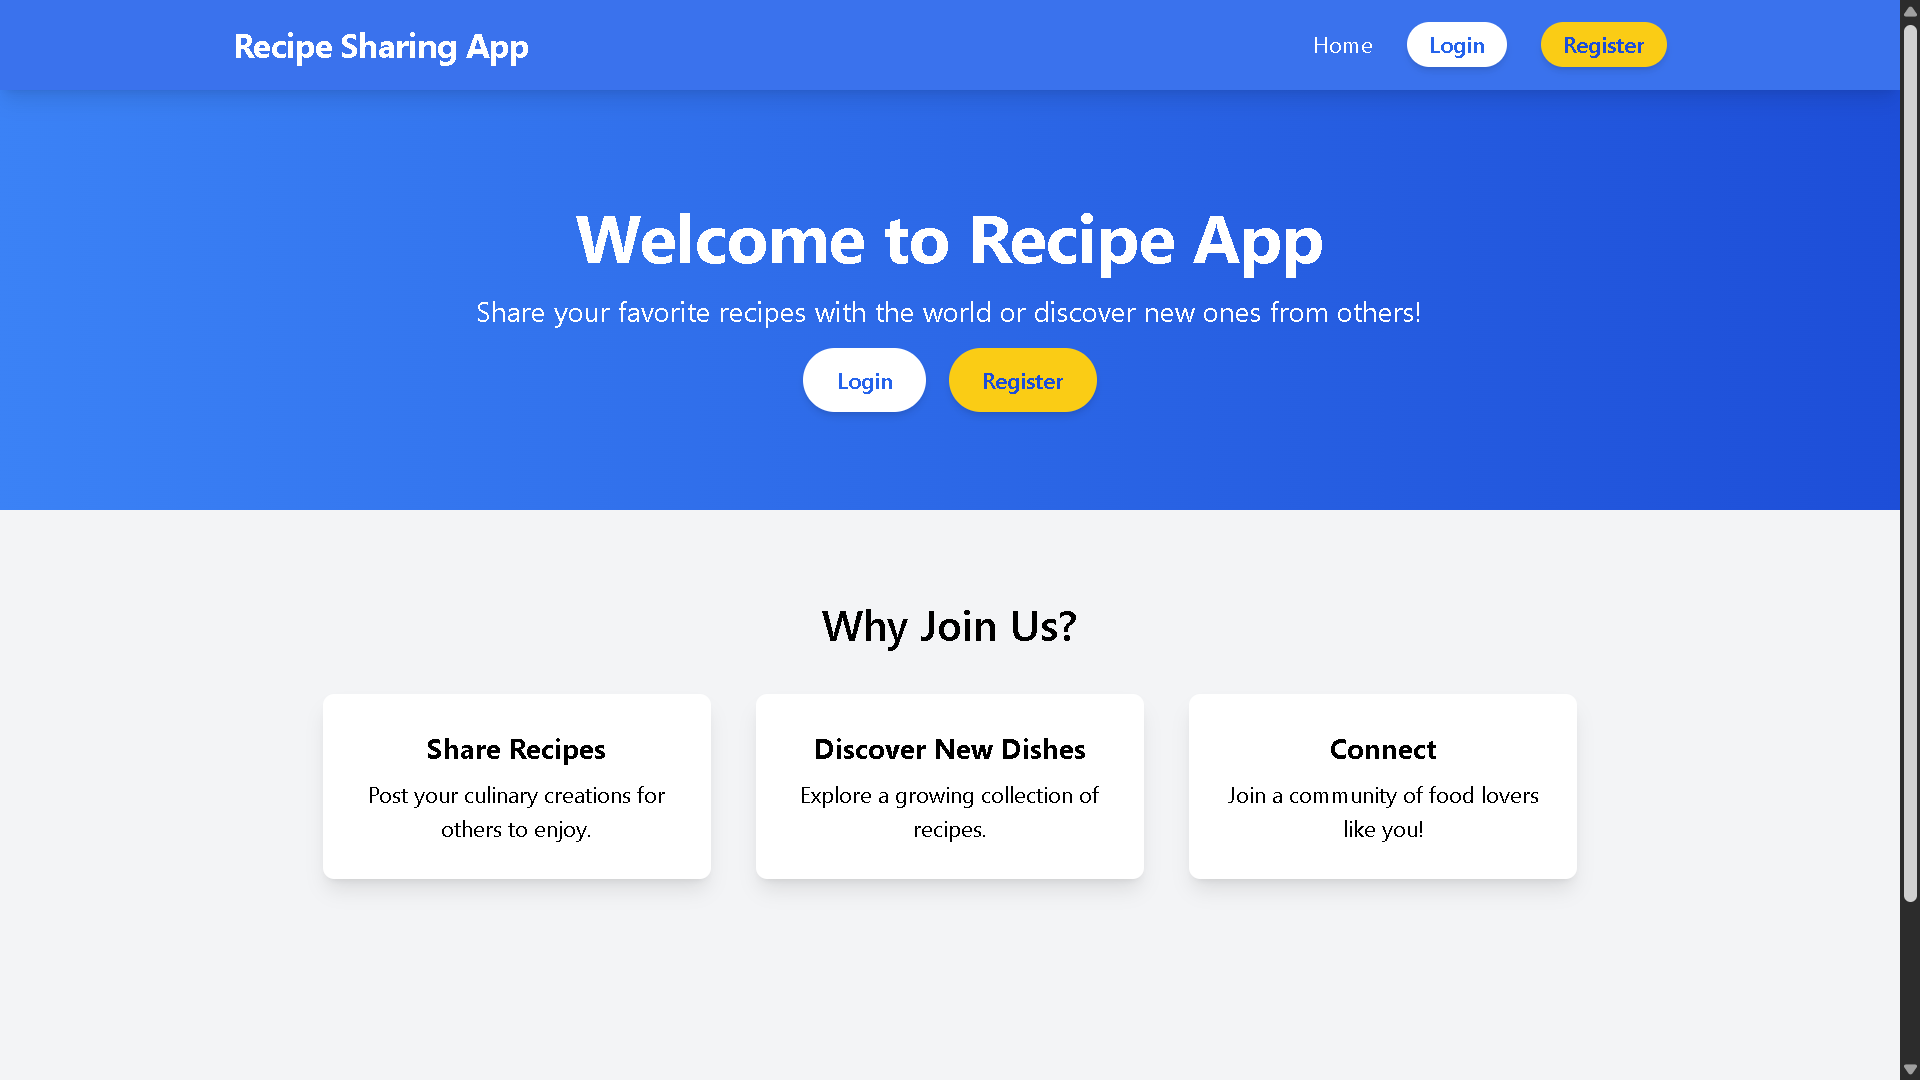 Recipe Sharing App
Home
Login
Register
Welcome to Recipe App
Share your favorite recipes with the world or discover new ones from others!
Login
Register
Why Join Us?
Share Recipes
Post your culinary creations for
others to enjoy.
Discover New Dishes
Explore a growing collection of
recipes.
Connect
Join a community of food lovers
like you!